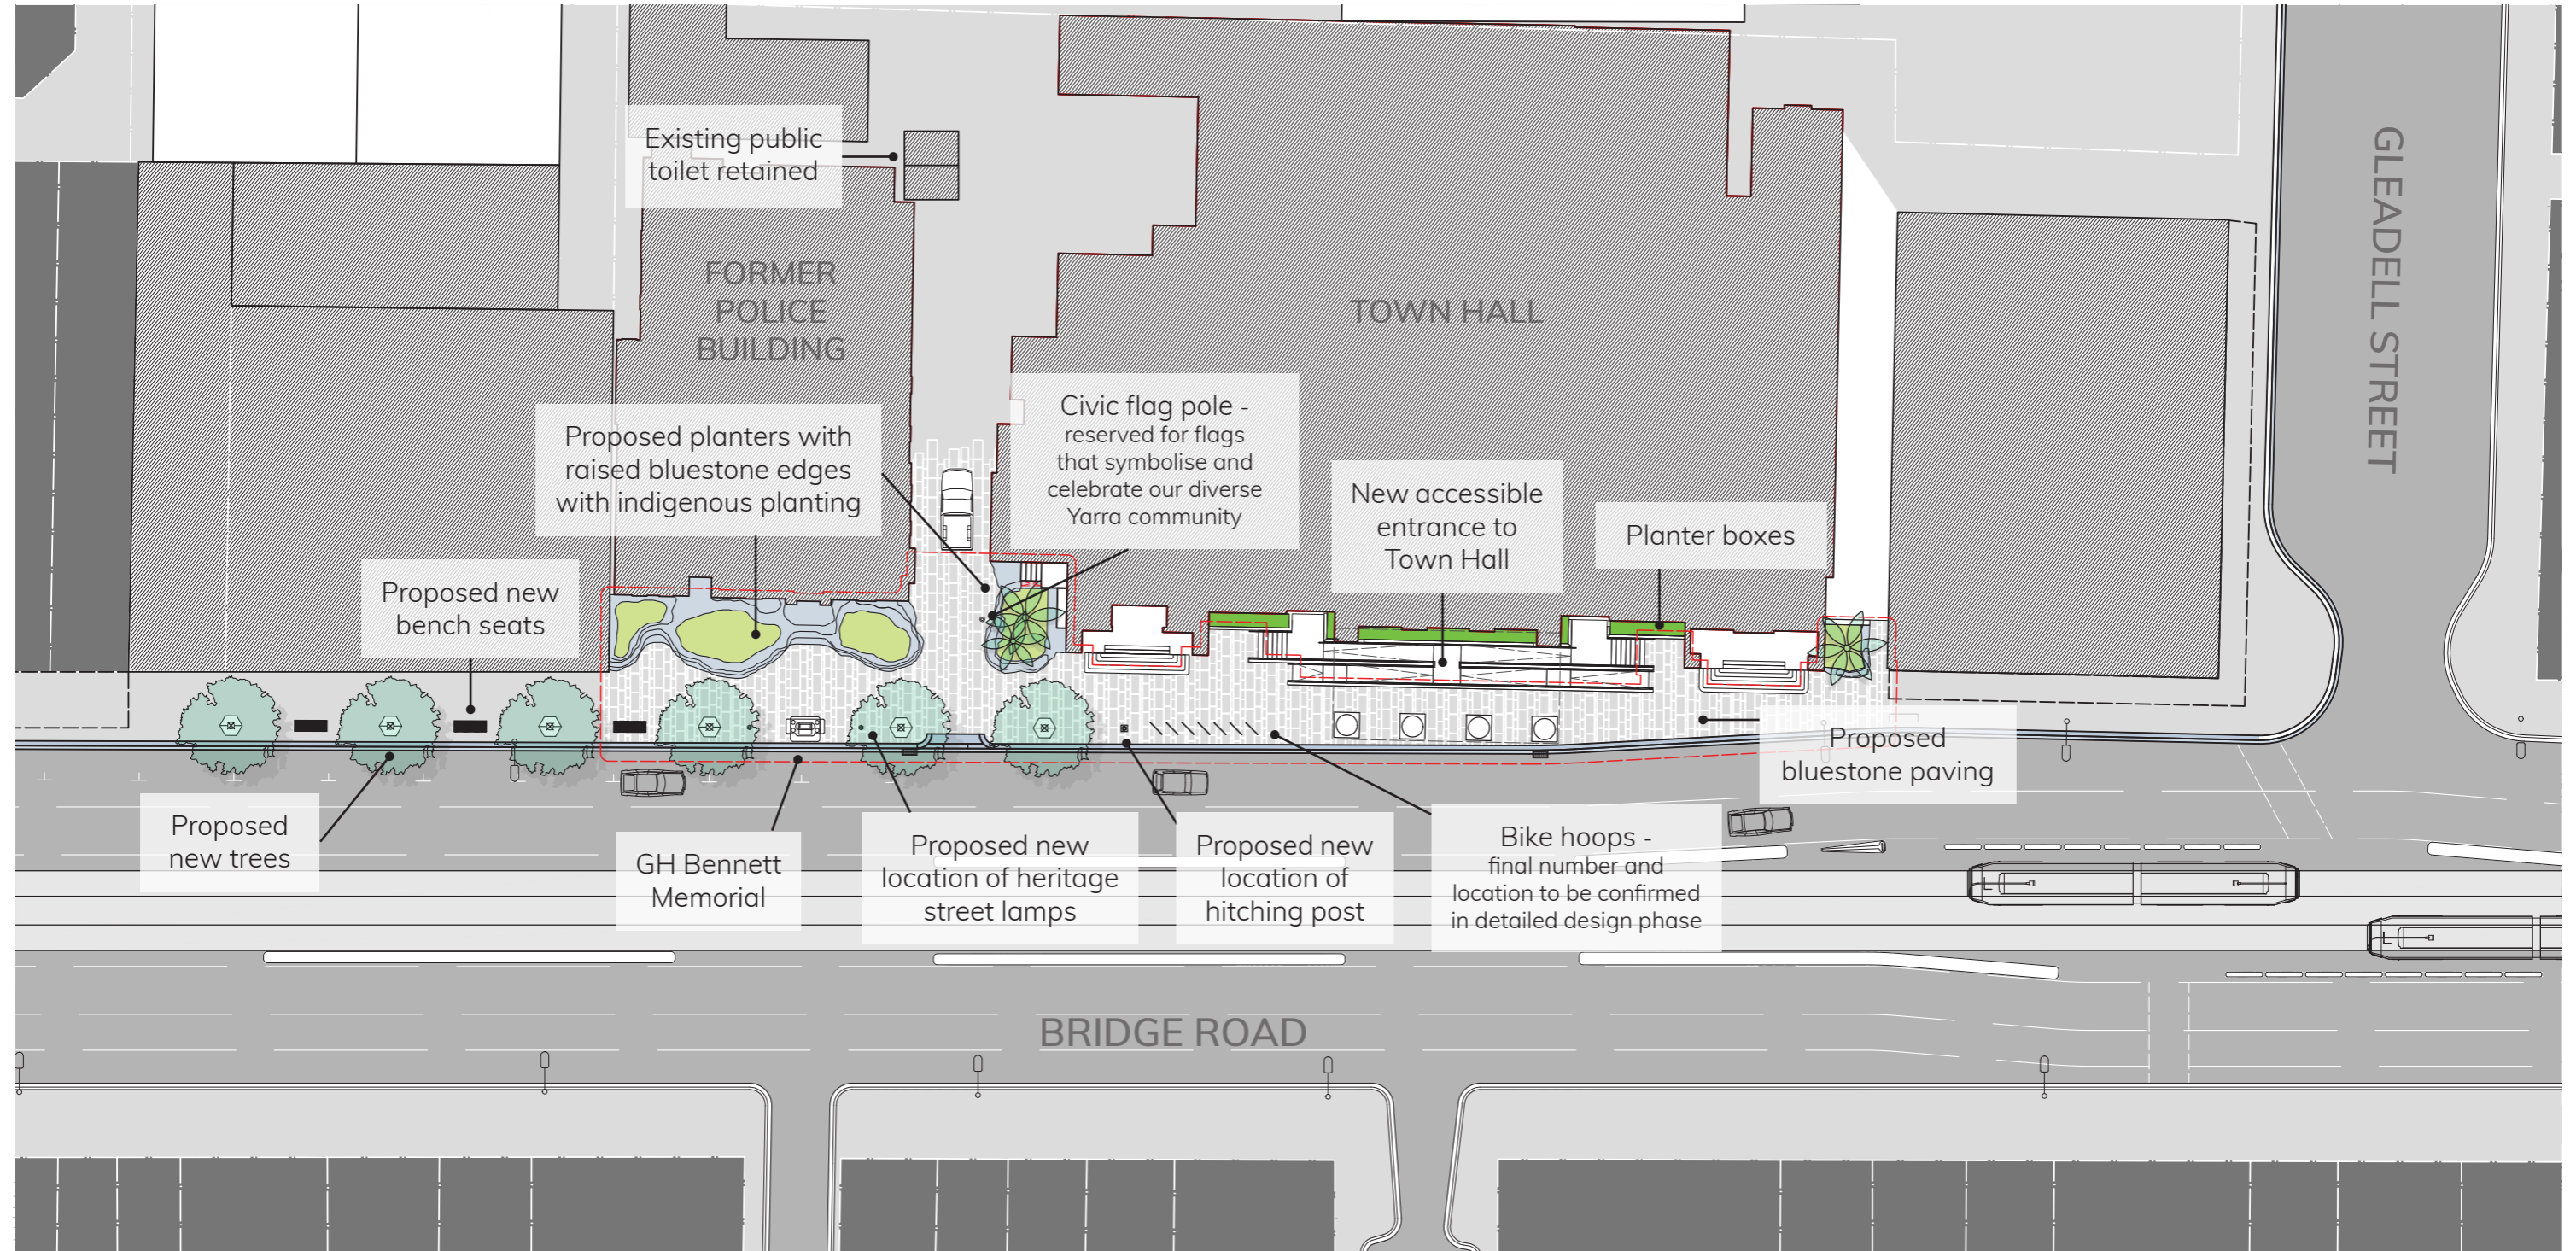 Existing public
toilet retained
FORMER
POLICE
BUILDING
TOWN HALL
GLEADELL STREET
Proposed planters with
raised bluestone edges
with indigenous planting
Civic flag pole -
reserved for flags
that symbolise and
celebrate our diverse
Yarra community
New accessible
entrance to
Town Hall
Planter boxes
Proposed new
bench seats
Proposed
new trees
GH Bennett
Memorial
Proposed new
location of heritage
street lamps
Proposed new
location of
hitching post
Bike hoops -
final number and
location to be confirmed
in detailed design phase
Proposed
bluestone paving
BRIDGE ROAD